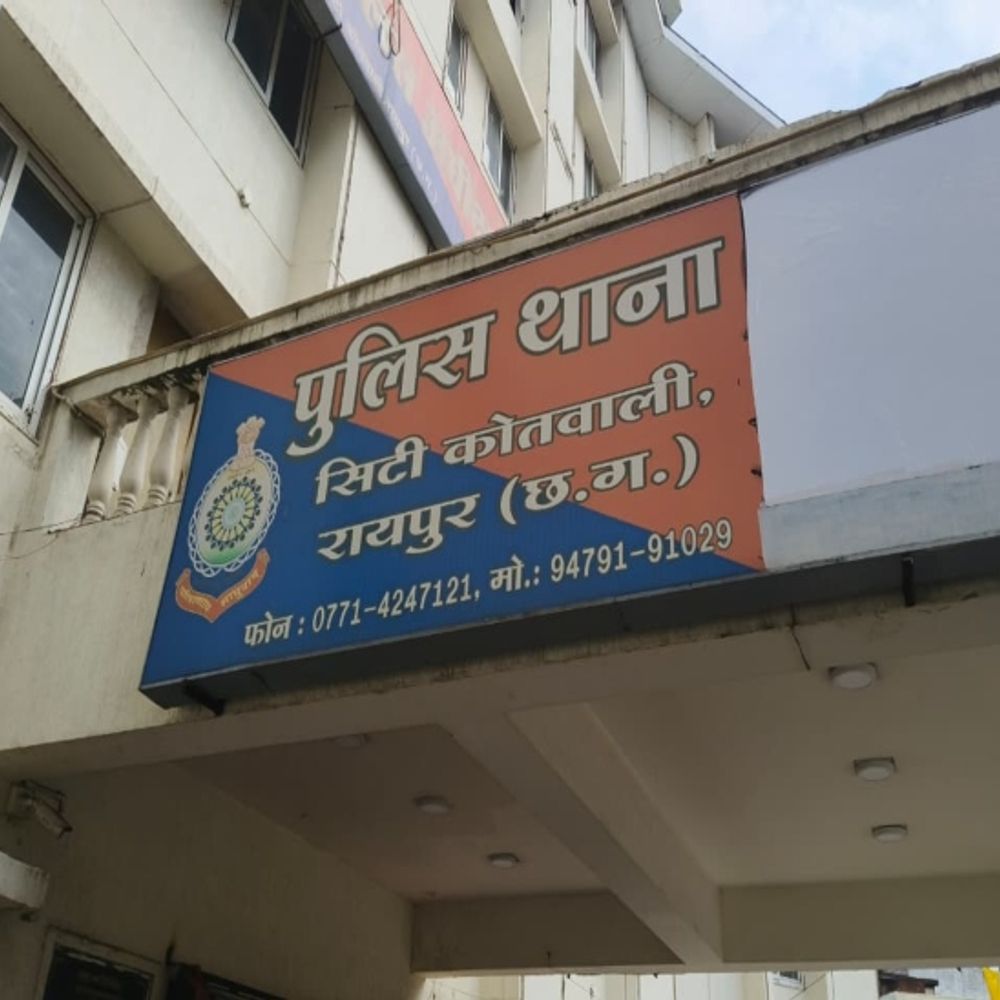 पुलिस थाना
सिटी कोतवाली,
रायपुर (छ.ग.)
फोन : 0771-4247121, मो.: 94791-91029